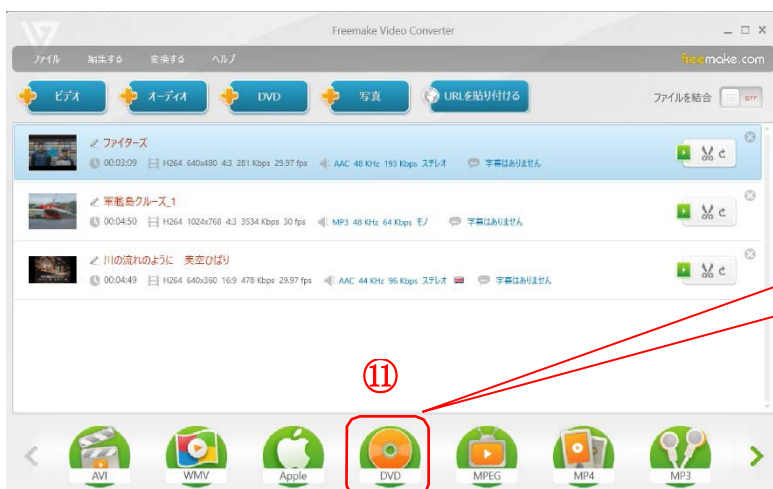 Freemake Video Converter
ファイル 編集する 変換する ヘルプ freemake.com
ビデオ オーディオ DVD 写真 URLを貼り付ける ファイルを結合 OFF
ファイターズ
00:03:09 H264 640x480 4:3 281 Kbps 29.97 fps AAC 48 KHz 193 Kbps ステレオ 字幕はありません
軍艦島クルーズ_1
00:04:50 H264 1024x768 4:3 3534 Kbps 30 fps MP3 48 KHz 64 Kbps モノ 字幕はありません
川の流れのように 美空ひばり
00:04:49 H264 640x360 16:9 478 Kbps 29.97 fps AAC 44 KHz 96 Kbps ステレオ 字幕はありません
⑪
AVI WMV Apple DVD MPEG MP4 MP3